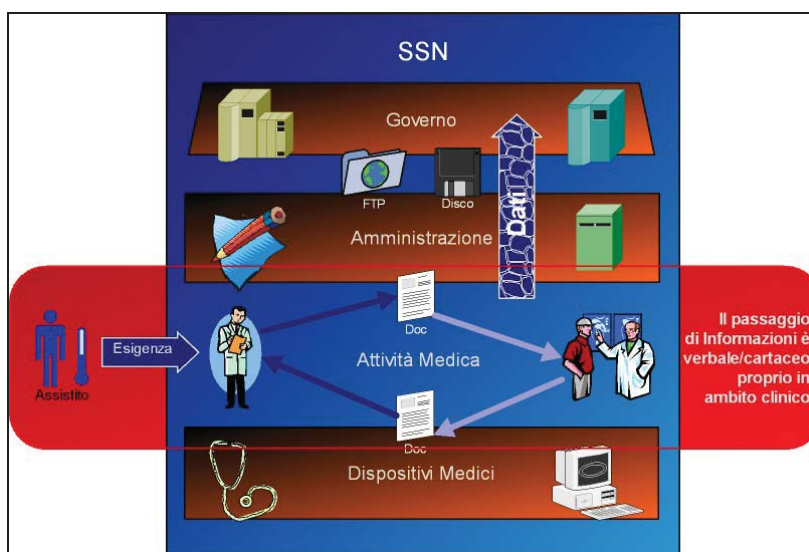 SSN
Governo
FTP
Disco
Dati
Amministrazione
Doc
Il passaggio
di Informazioni è
verbale/cartaceo
proprio in
ambito clinico
Esigenza
Attività Medica
Assistito
Doc
Dispositivi Medici